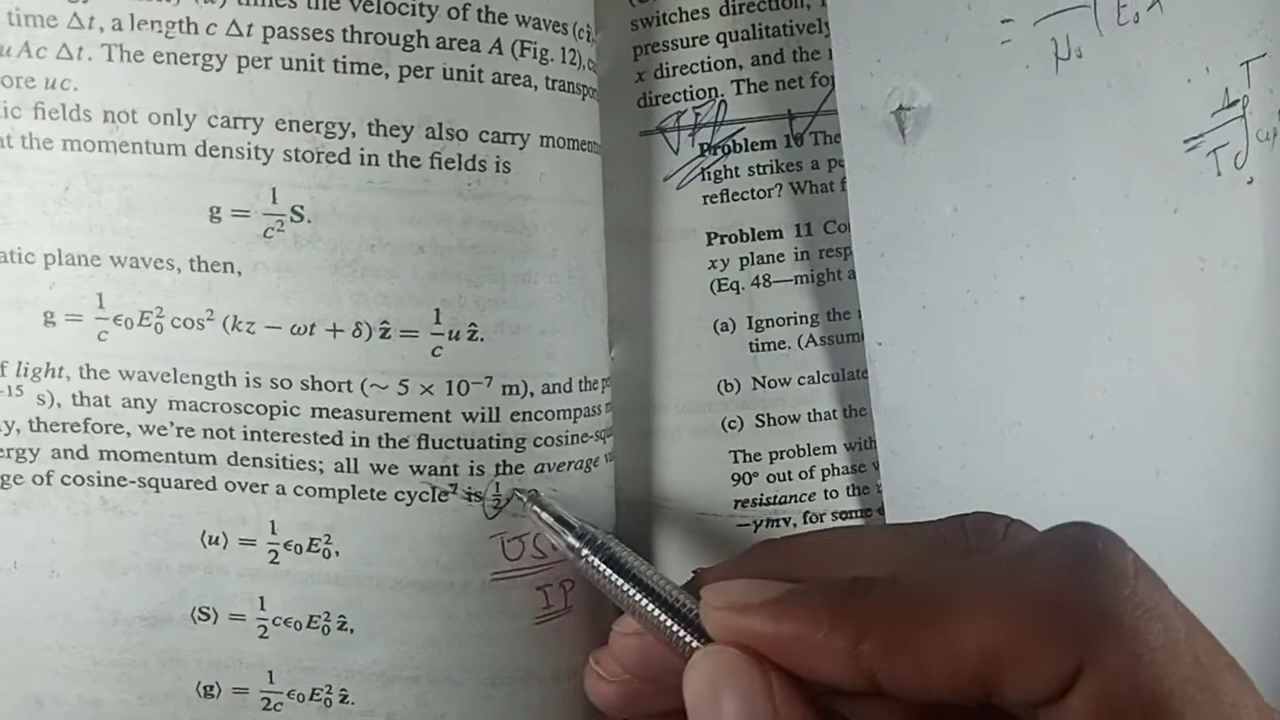 times the velocity of the waves (c
time Δt, a length c Δt passes through area A (Fig. 12),
uAc Δt. The energy per unit time, per unit area,
ore uc.
ic fields not only carry energy, they also carry
at the momentum density stored in the fields is
g = 1/c² S.
atic plane waves, then,
g = 1/c ϵ₀E₀² cos² (kz − ωt + δ) ẑ = 1/c u ẑ.
f light, the wavelength is so short (∼ 5 × 10⁻⁷ m), and the
⁻¹⁵ s), that any macroscopic measurement will encompass
y, therefore, we're not interested in the fluctuating
ergy and momentum densities; all we want is the average
ge of cosine-squared over a complete cycle⁷ is 1/2
⟨u⟩ = 1/2 ϵ₀E₀²,
⟨S⟩ = 1/2 cϵ₀E₀² ẑ,
⟨g⟩ = 1/2c ϵ₀E₀² ẑ.
IP
switches direction,
pressure qualitatively
x direction, and the
direction. The net fo
Problem 10 The
light strikes a pe
reflector? What f
Problem 11 Co
xy plane in resp
(Eq. 48—might a
(a) Ignoring the
time. (Assum
(b) Now calculate
(c) Show that the
The problem with
90° out of phase
resistance to the
−γmv, for some